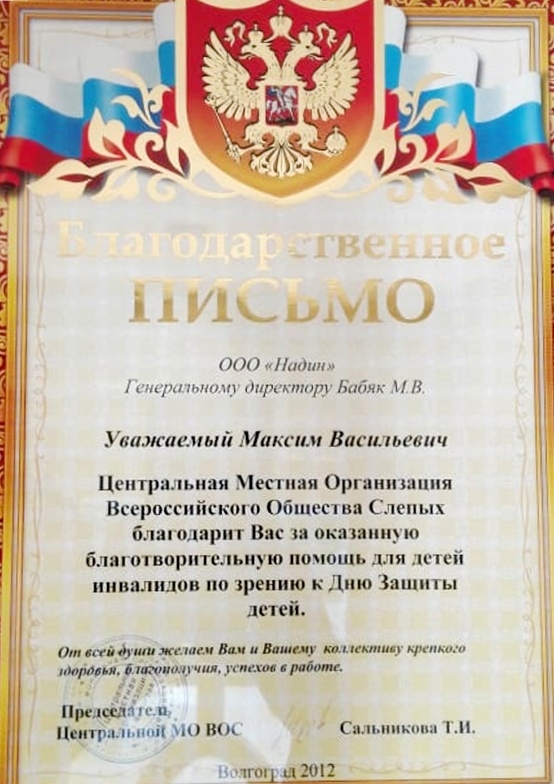 Благодарственное
ПИСЬМО
ООО «Надин»
Генеральному директору Бабяк М.В.
Уважаемый Максим Васильевич
Центральная Местная Организация
Всероссийского Общества Слепых
благодарит Вас за оказанную
благотворительную помощь для детей
инвалидов по зрению к Дню Защиты
детей.
От всей души желаем Вам и Вашему коллективу крепкого
здоровья, благополучия, успехов в работе.
Председатель
Центральной МО ВОС Сальникова Т.И.
Волгоград 2012